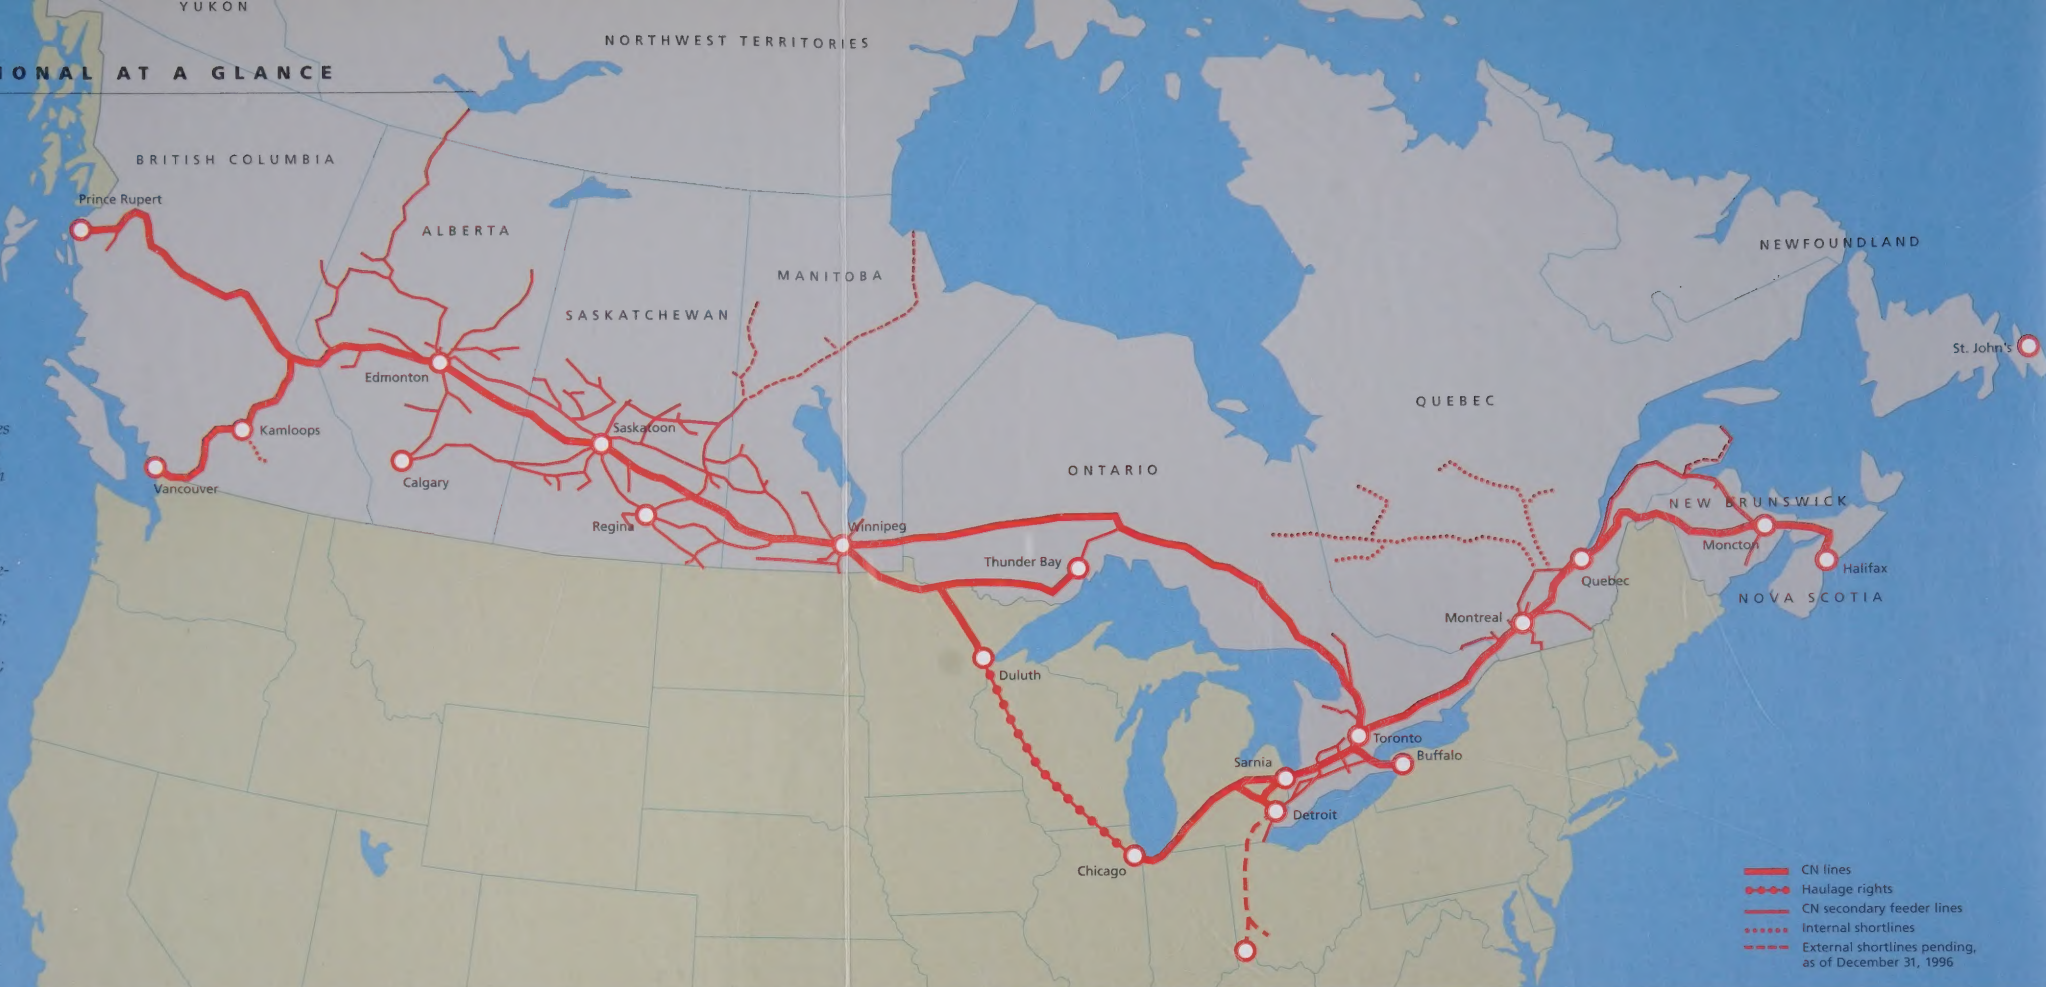 YUKON
NORTHWEST TERRITORIES
IONAL AT A GLANCE
BRITISH COLUMBIA
Prince Rupert
ALBERTA
NEWFOUNDLAND
MANITOBA
SASKATCHEWAN
St. John's
Edmonton
QUEBEC
es
Kamloops
Saskatoon
ONTARIO
Calgary
Vancouver
NEW BRUNSWICK
Regina
Winnipeg
Moncton
Thunder Bay
Halifax
e-
Quebec
NOVA SCOTIA
Montreal
s;
Duluth
Toronto
Buffalo
Sarnia
Detroit
Chicago
CN lines
Haulage rights
CN secondary feeder lines
Internal shortlines
External shortlines pending,
as of December 31, 1996